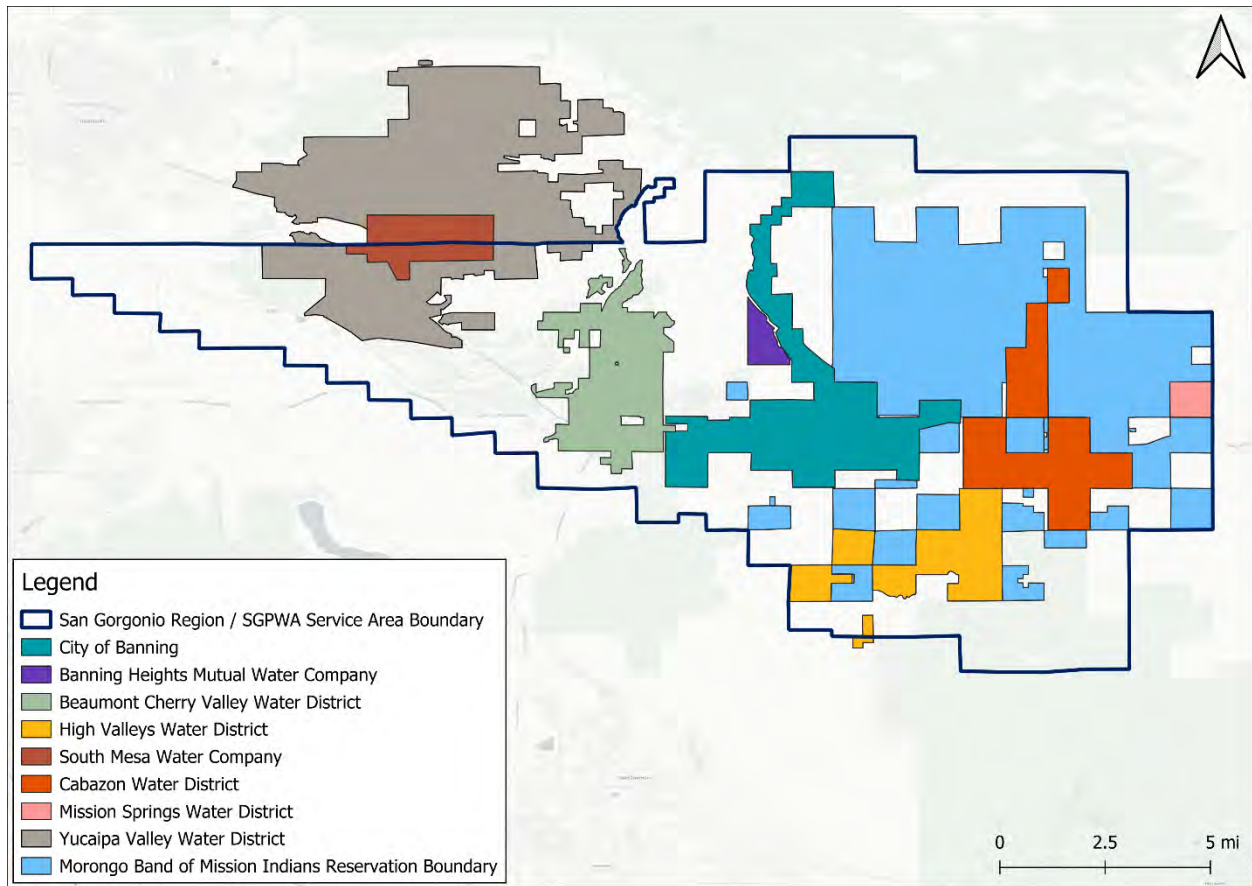 Legend
San Gorgonio Region / SGPWA Service Area Boundary
City of Banning
Banning Heights Mutual Water Company
Beaumont Cherry Valley Water District
High Valleys Water District
South Mesa Water Company
Cabazon Water District
Mission Springs Water District
Yucaipa Valley Water District
Morongo Band of Mission Indians Reservation Boundary
0 2.5 5 mi